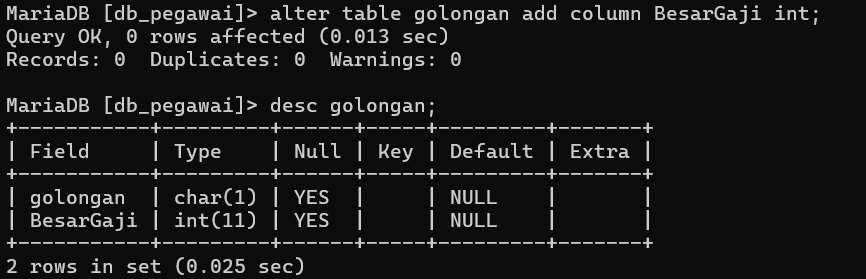 MariaDB [db_pegawai]> alter table golongan add column BesarGaji int;
Query OK, 0 rows affected (0.013 sec)
Records: 0  Duplicates: 0  Warnings: 0

MariaDB [db_pegawai]> desc golongan;
+-----------+---------+------+-----+---------+-------+
| Field     | Type    | Null | Key | Default | Extra |
+-----------+---------+------+-----+---------+-------+
| golongan  | char(1) | YES  |     | NULL    |       |
| BesarGaji | int(11) | YES  |     | NULL    |       |
+-----------+---------+------+-----+---------+-------+
2 rows in set (0.025 sec)